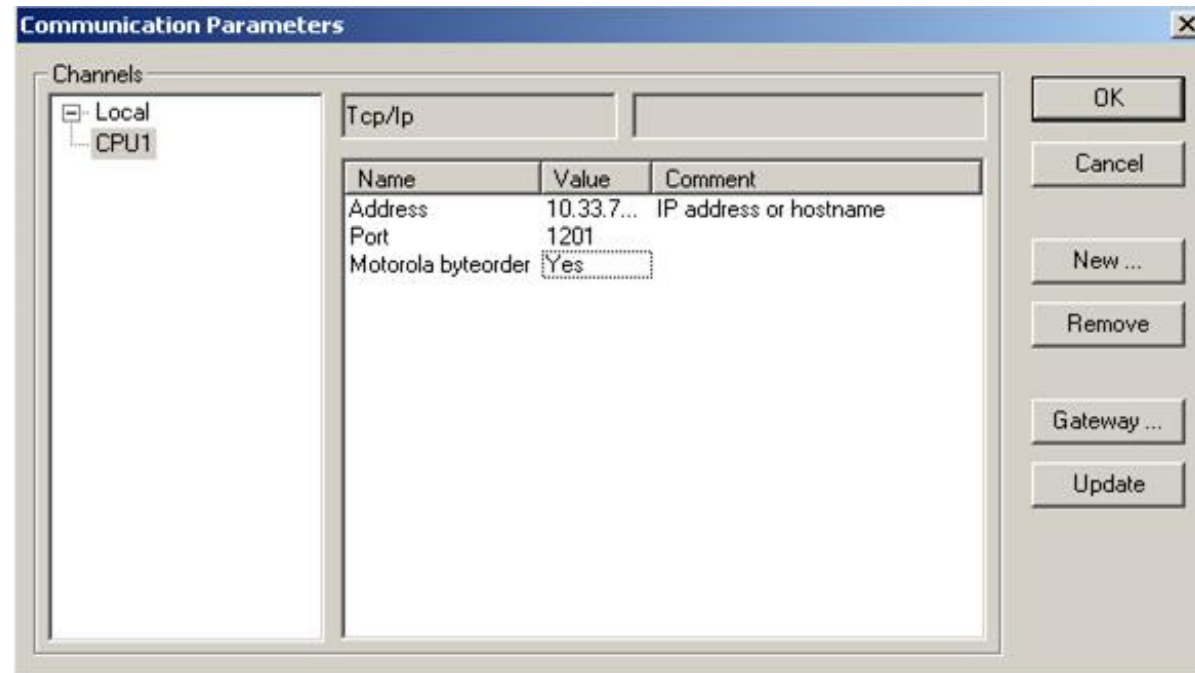 Communication Parameters
Channels
Local
CPU1
Tcp/Ip
Name Value Comment
Address 10.33.7... IP address or hostname
Port 1201
Motorola byteorder Yes
OK
Cancel
New ...
Remove
Gateway ...
Update